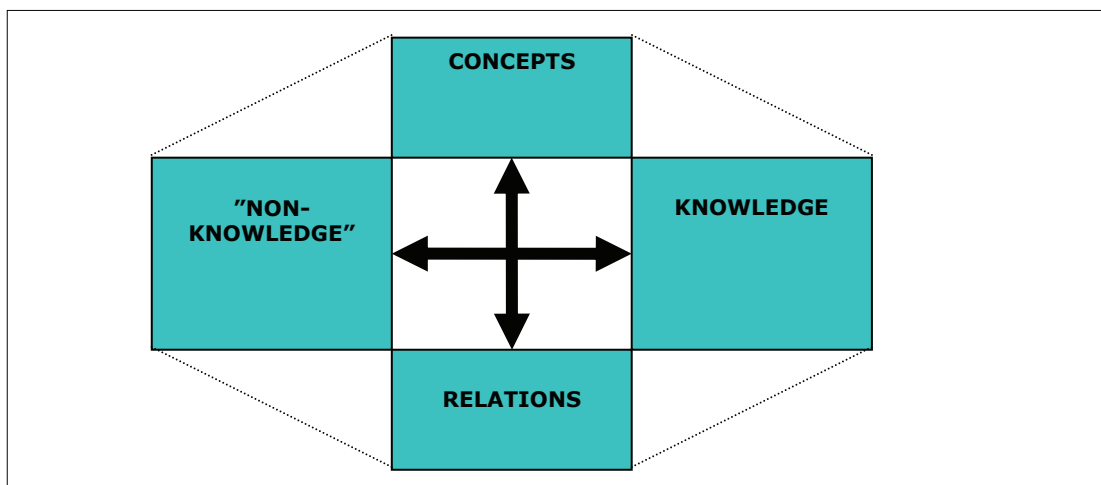 CONCEPTS
”NON-
KNOWLEDGE”
KNOWLEDGE
RELATIONS